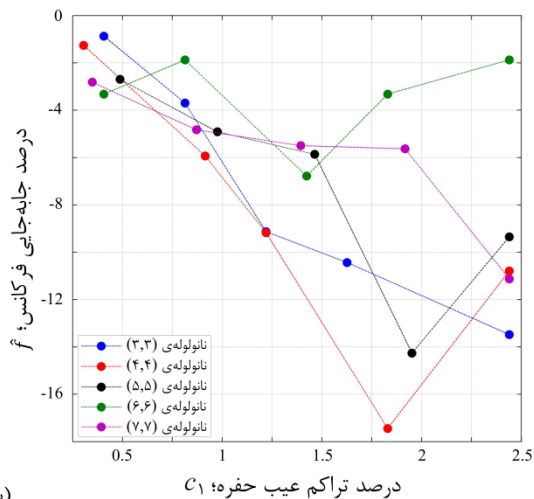 0
-4
-8
-12
-16
درصد جابه‌جایی فرکانس؛ f̂
نانولوله‌ی (۳,۳)
نانولوله‌ی (۴,۴)
نانولوله‌ی (۵,۵)
نانولوله‌ی (۶,۶)
نانولوله‌ی (۷,۷)
0.5 1 1.5 2 2.5
درصد تراکم عیب حفره؛ c₁